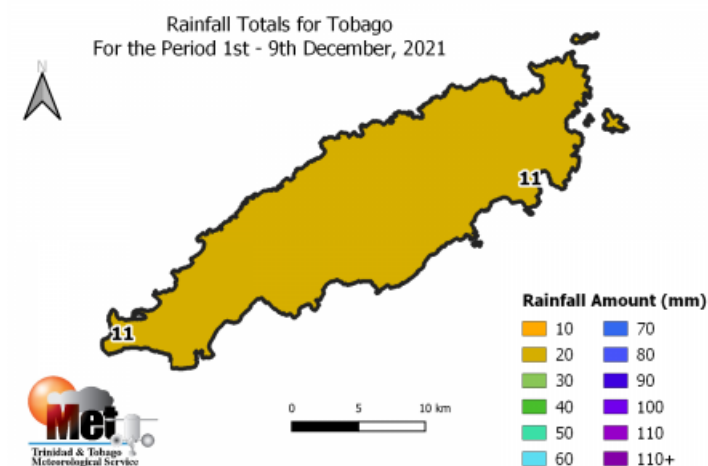 Rainfall Totals for Tobago
For the Period 1st - 9th December, 2021
N
11
11
Rainfall Amount (mm)
10 70
20 80
30 90
40 100
50 110
60 110+
0 5 10 km
Met
Trinidad & Tobago
Meteorological Service